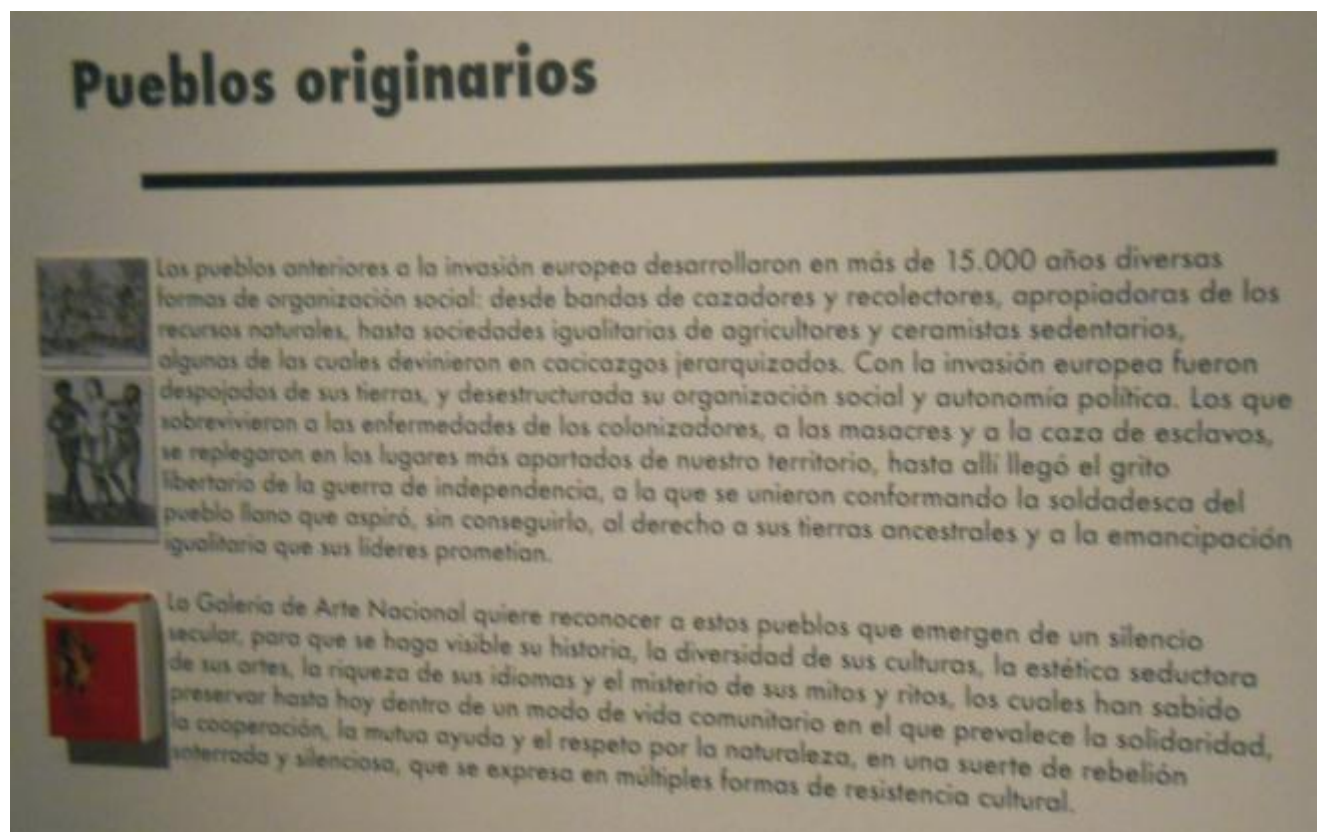 Pueblos originarios
Los pueblos anteriores a la invasión europea desarrollaron en más de 15.000 años diversas
formas de organización social: desde bandas de cazadores y recolectores, apropiadoras de los
recursos naturales, hasta sociedades igualitarias de agricultores y ceramistas sedentarios,
algunas de las cuales devinieron en cacicazgos jerarquizados. Con la invasión europea fueron
despojados de sus tierras, y desestructurada su organización social y autonomía política. Los que
sobrevivieron a las enfermedades de los colonizadores, a las masacres y a la caza de esclavos,
se replegaron en los lugares más apartados de nuestro territorio, hasta allí llegó el grito
libertario de la guerra de independencia, a la que se unieron conformando la soldadesca del
pueblo llano que aspiró, sin conseguirlo, al derecho a sus tierras ancestrales y a la emancipación
igualitaria que sus líderes prometían.
La Galería de Arte Nacional quiere reconocer a estos pueblos que emergen de un silencio
secular, para que se haga visible su historia, la diversidad de sus culturas, la estética seductora
de sus artes, la riqueza de sus idiomas y el misterio de sus mitos y ritos, los cuales han sabido
preservar hasta hoy dentro de un modo de vida comunitario en el que prevalece la solidaridad,
la cooperación, la mutua ayuda y el respeto por la naturaleza, en una suerte de rebelión
soterrada y silenciosa, que se expresa en múltiples formas de resistencia cultural.